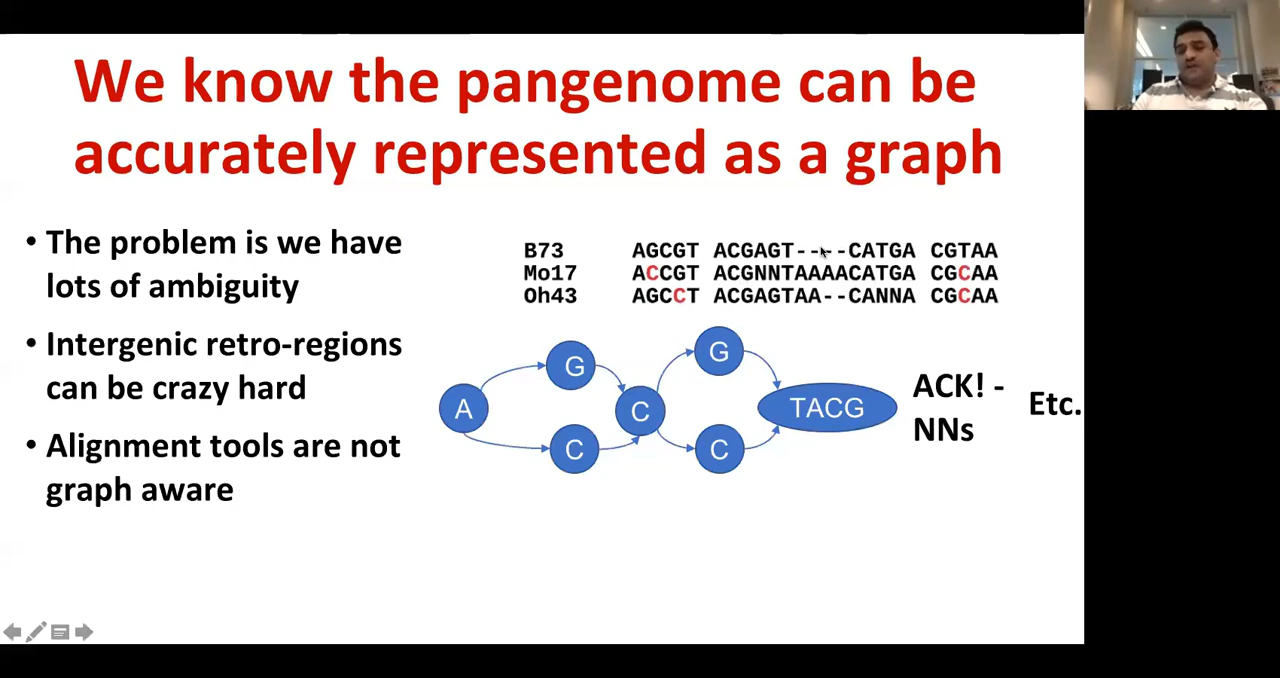 We know the pangenome can be
accurately represented as a graph
• The problem is we have
lots of ambiguity
• Intergenic retro-regions
can be crazy hard
• Alignment tools are not
graph aware
B73 AGCGT ACGAGT----CATGA CGTAA
Mo17 ACCGT ACGNNTAAAACATGA CGCAA
Oh43 AGCCT ACGAGTAA--CANNA CGCAA
A
G
C
C
G
C
TACG
ACK! -
NNs
Etc.